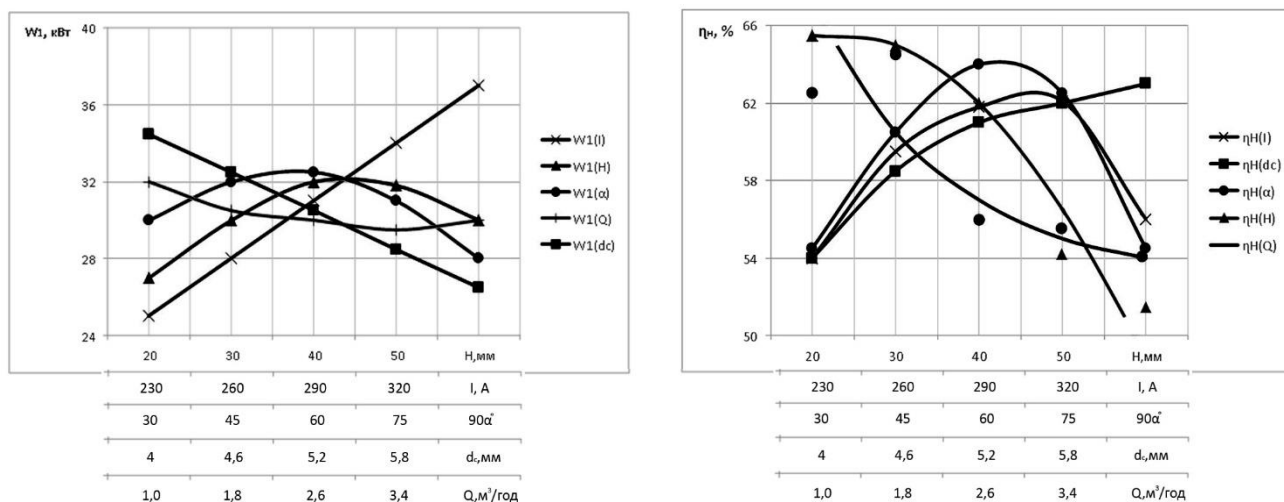 W1, кВт
40
36
32
28
24
W1(I)
W1(H)
W1(α)
W1(Q)
W1(dc)
20 30 40 50 H,мм
230 260 290 320 I, A
30 45 60 75 90α°
4 4,6 5,2 5,8 dc,мм
1,0 1,8 2,6 3,4 Q,м³/год
ηн, %
66
62
58
54
50
ηH(I)
ηH(dc)
ηH(α)
ηH(H)
ηH(Q)
20 30 40 50 H,мм
230 260 290 320 I, A
30 45 60 75 90α°
4 4,6 5,2 5,8 dc,мм
1,0 1,8 2,6 3,4 Q,м³/год